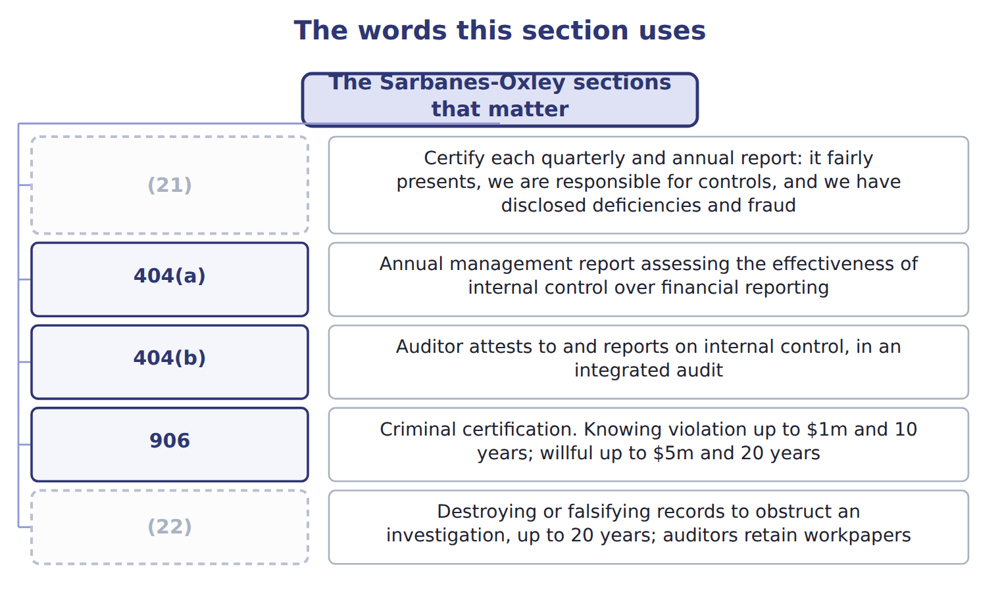 The words this section uses
The Sarbanes-Oxley sections
that matter
(21)
Certify each quarterly and annual report: it fairly
presents, we are responsible for controls, and we have
disclosed deficiencies and fraud
404(a)
Annual management report assessing the effectiveness of
internal control over financial reporting
404(b)
Auditor attests to and reports on internal control, in an
integrated audit
906
Criminal certification. Knowing violation up to $1m and 10
years; willful up to $5m and 20 years
(22)
Destroying or falsifying records to obstruct an
investigation, up to 20 years; auditors retain workpapers